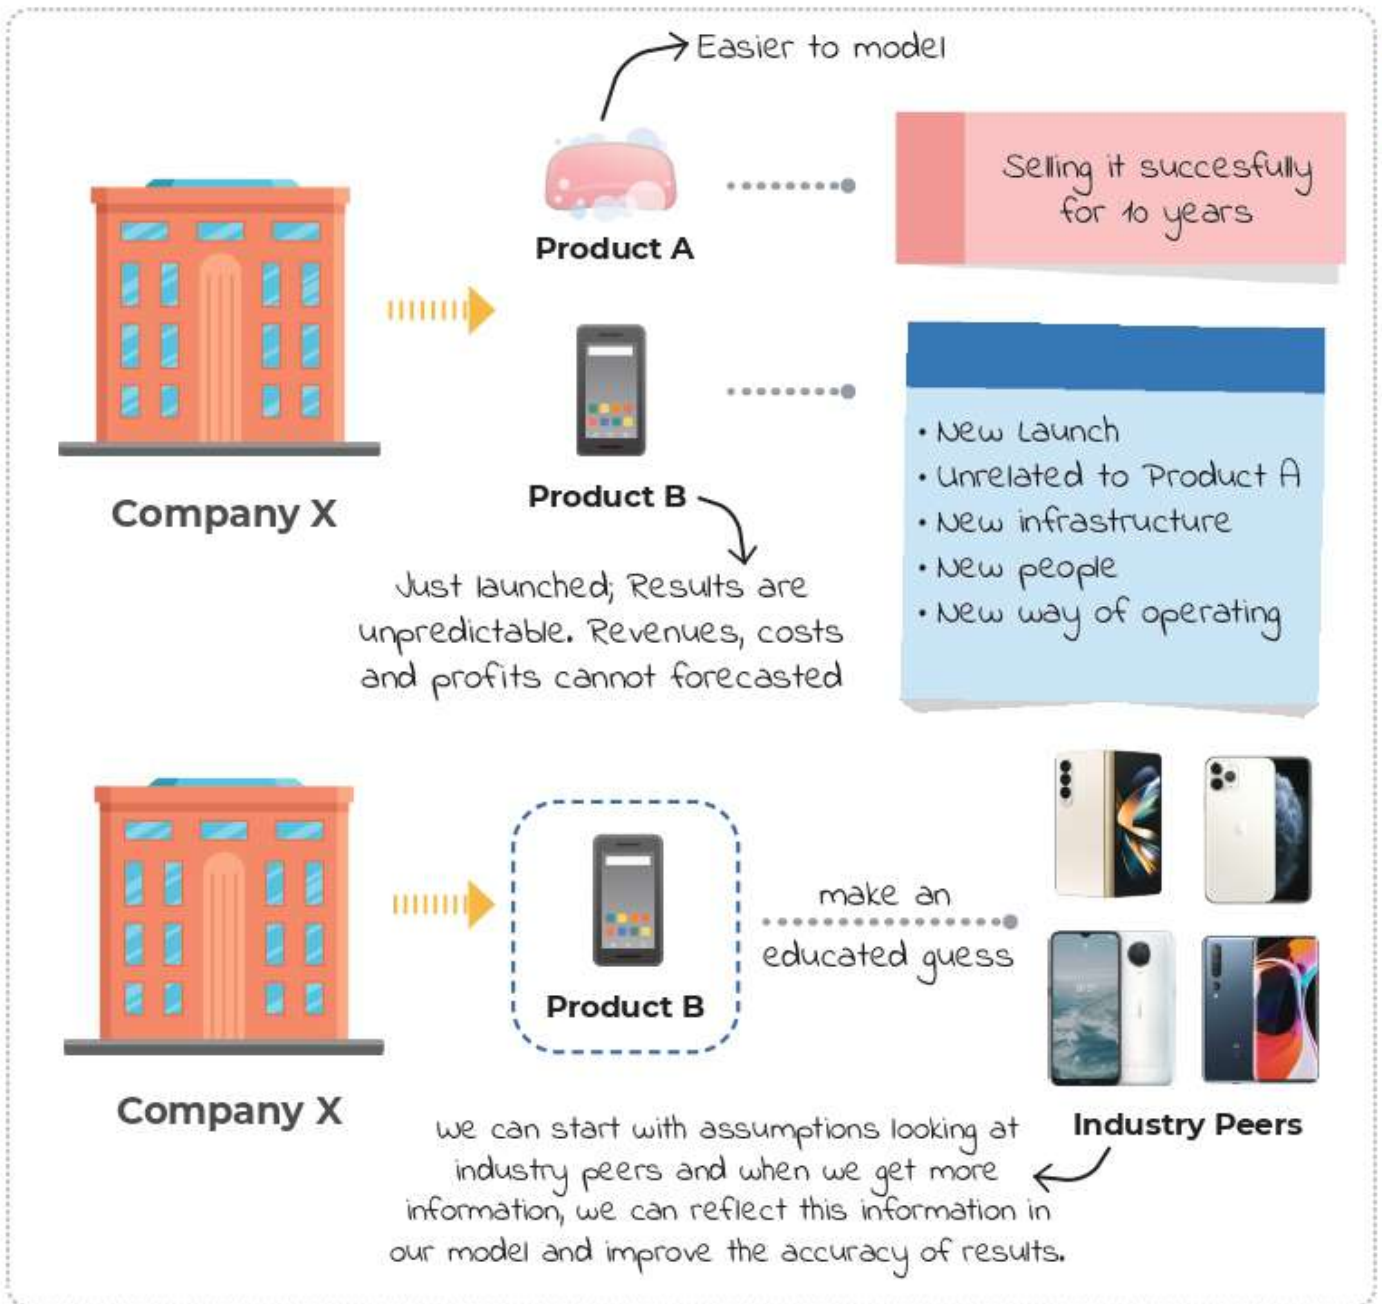 Easier to model
Selling it succesfully
for 10 years
Product A
New Launch
Unrelated to Product A
New infrastructure
New people
New way of operating
Product B
Company X
Just launched; Results are
unpredictable. Revenues, costs
and profits cannot forecasted
make an
educated guess
Product B
Company X
Industry Peers
We can start with assumptions looking at
industry peers and when we get more
information, we can reflect this information in
our model and improve the accuracy of results.